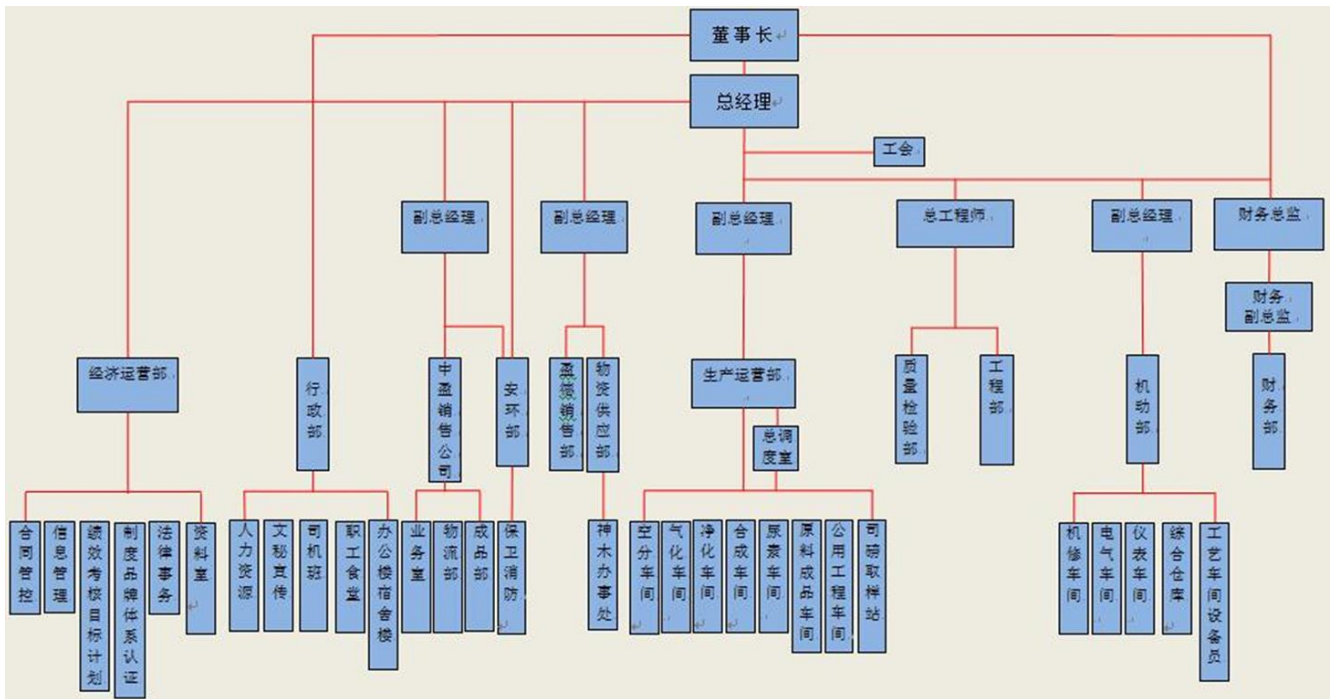 董事长
总经理
工会
副总经理
副总经理
副总经理
总工程师
副总经理
财务总监
财务
副总监
经济运营部
行政部
中盈销售公司
安环部
盈德销售部
物资供应部
生产运营部
总调
度室
质量检验部
工程部
机动部
财务部
合同管控
信息管理
绩效考核目标计划
制度品牌体系认证
法律事务
资料室
人力资源
文秘宣传
司机班
职工食堂
办公楼宿舍楼
业务室
物流部
成品部
保卫消防
神木办事处
空分车间
气化车间
净化车间
合成车间
尿素车间
原料成品车间
公用工程车间
司磅取样站
机修车间
电气车间
仪表车间
综合仓库
工艺车间设备员